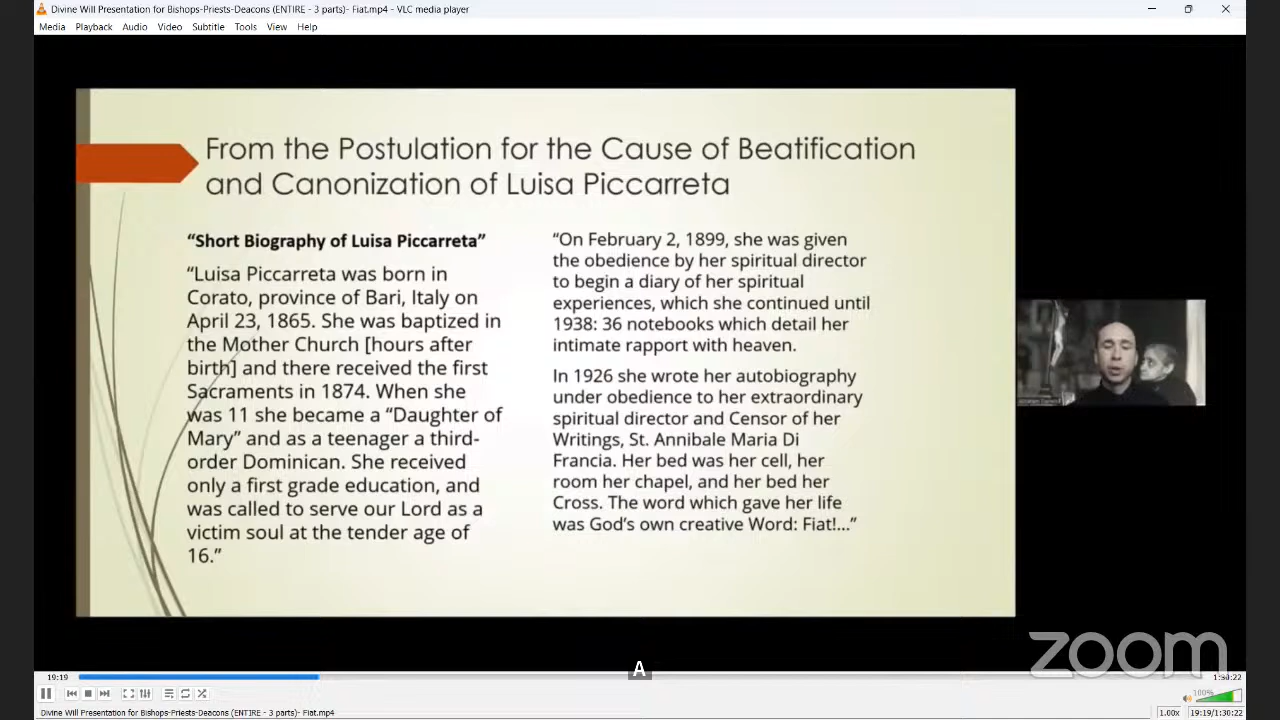 Divine Will Presentation for Bishops-Priests-Deacons (ENTIRE - 3 parts)- Fiat.mp4 - VLC media player
Media Playback Audio Video Subtitle Tools View Help
From the Postulation for the Cause of Beatification
and Canonization of Luisa Piccarreta
“Short Biography of Luisa Piccarreta”
“Luisa Piccarreta was born in
Corato, province of Bari, Italy on
April 23, 1865. She was baptized in
the Mother Church [hours after
birth] and there received the first
Sacraments in 1874. When she
was 11 she became a “Daughter of
Mary” and as a teenager a third-
order Dominican. She received
only a first grade education, and
was called to serve our Lord as a
victim soul at the tender age of
16.”
“On February 2, 1899, she was given
the obedience by her spiritual director
to begin a diary of her spiritual
experiences, which she continued until
1938: 36 notebooks which detail her
intimate rapport with heaven.
In 1926 she wrote her autobiography
under obedience to her extraordinary
spiritual director and Censor of her
Writings, St. Annibale Maria Di
Francia. Her bed was her cell, her
room her chapel, and her bed her
Cross. The word which gave her life
was God’s own creative Word: Fiat!...”
zoom
A
19:19
1:30:22
100%
Divine Will Presentation for Bishops-Priests-Deacons (ENTIRE - 3 parts)- Fiat.mp4
1.00x
19:19/1:30:22